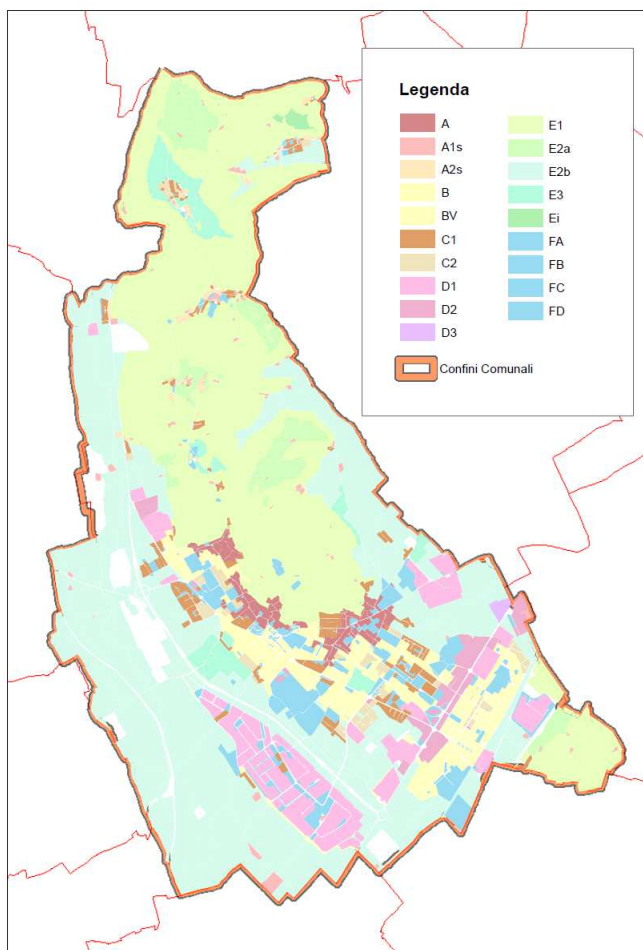 Legenda
A
A1s
A2s
B
BV
C1
C2
D1
D2
D3
E1
E2a
E2b
E3
Ei
FA
FB
FC
FD
Confini Comunali